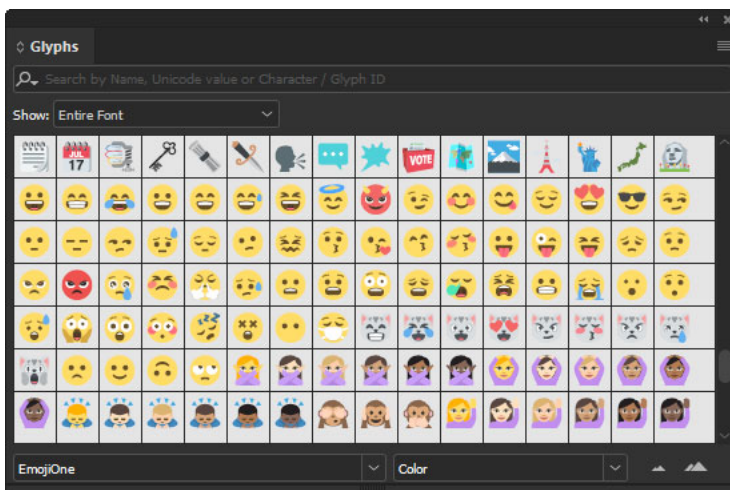 Glyphs
Search by Name, Unicode value or Character / Glyph ID
Show: Entire Font
JUL
17
VOTE
EmojiOne
Color